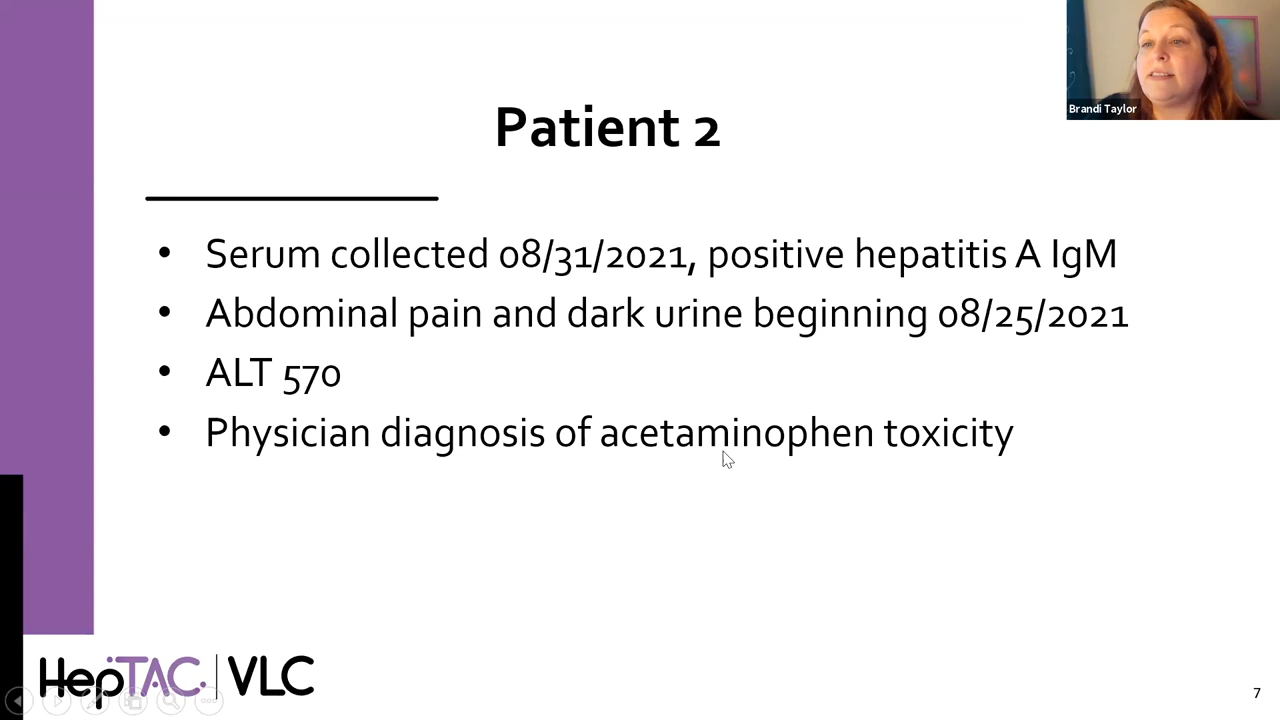 Brandi Taylor
Patient 2
• Serum collected 08/31/2021, positive hepatitis A IgM
• Abdominal pain and dark urine beginning 08/25/2021
• ALT 570
• Physician diagnosis of acetaminophen toxicity
HepTAC | VLC
7